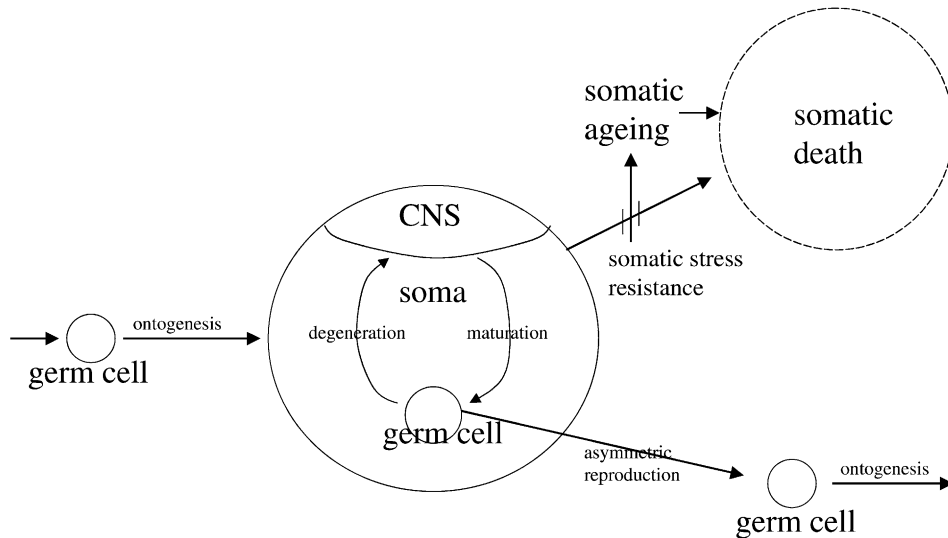 somatic
ageing
somatic
death
CNS
somatic stress
resistance
soma
ontogenesis
degeneration
maturation
germ cell
germ cell
asymmetric
reproduction
ontogenesis
germ cell